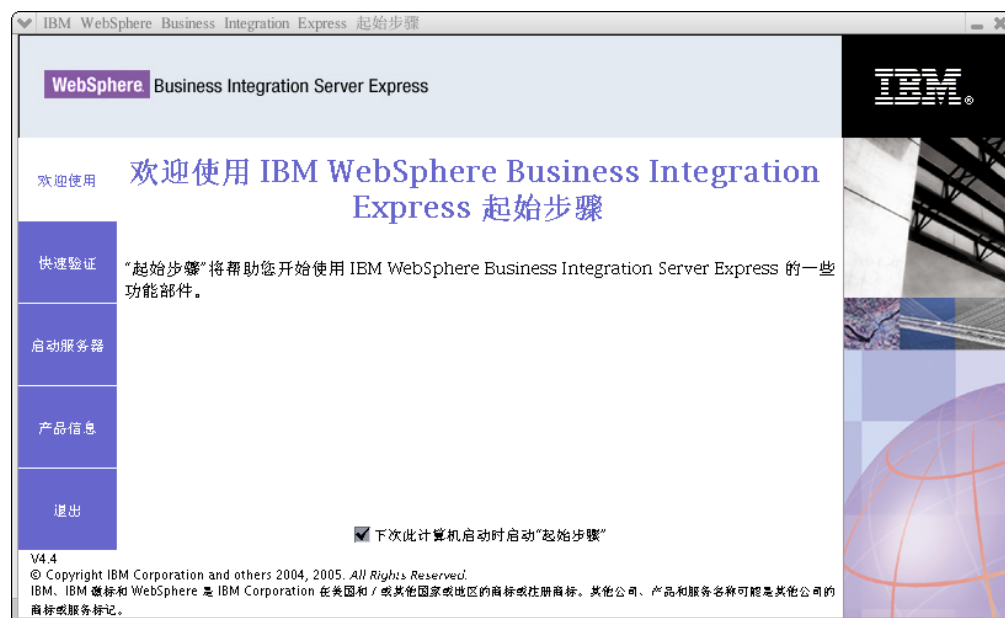 IBM WebSphere Business Integration Express 起始步骤
WebSphere Business Integration Server Express
IBM®
欢迎使用
快速验证
启动服务器
产品信息
退出
欢迎使用 IBM WebSphere Business Integration
Express 起始步骤
“起始步骤”将帮助您开始使用 IBM WebSphere Business Integration Server Express 的一些
功能部件。
下次此计算机启动时启动“起始步骤”
V4.4
© Copyright IBM Corporation and others 2004, 2005. All Rights Reserved.
IBM、IBM 徽标和 WebSphere 是 IBM Corporation 在美国和 / 或其他国家或地区的商标或注册商标。其他公司、产品和服务名称可能是其他公司的
商标或服务标记。